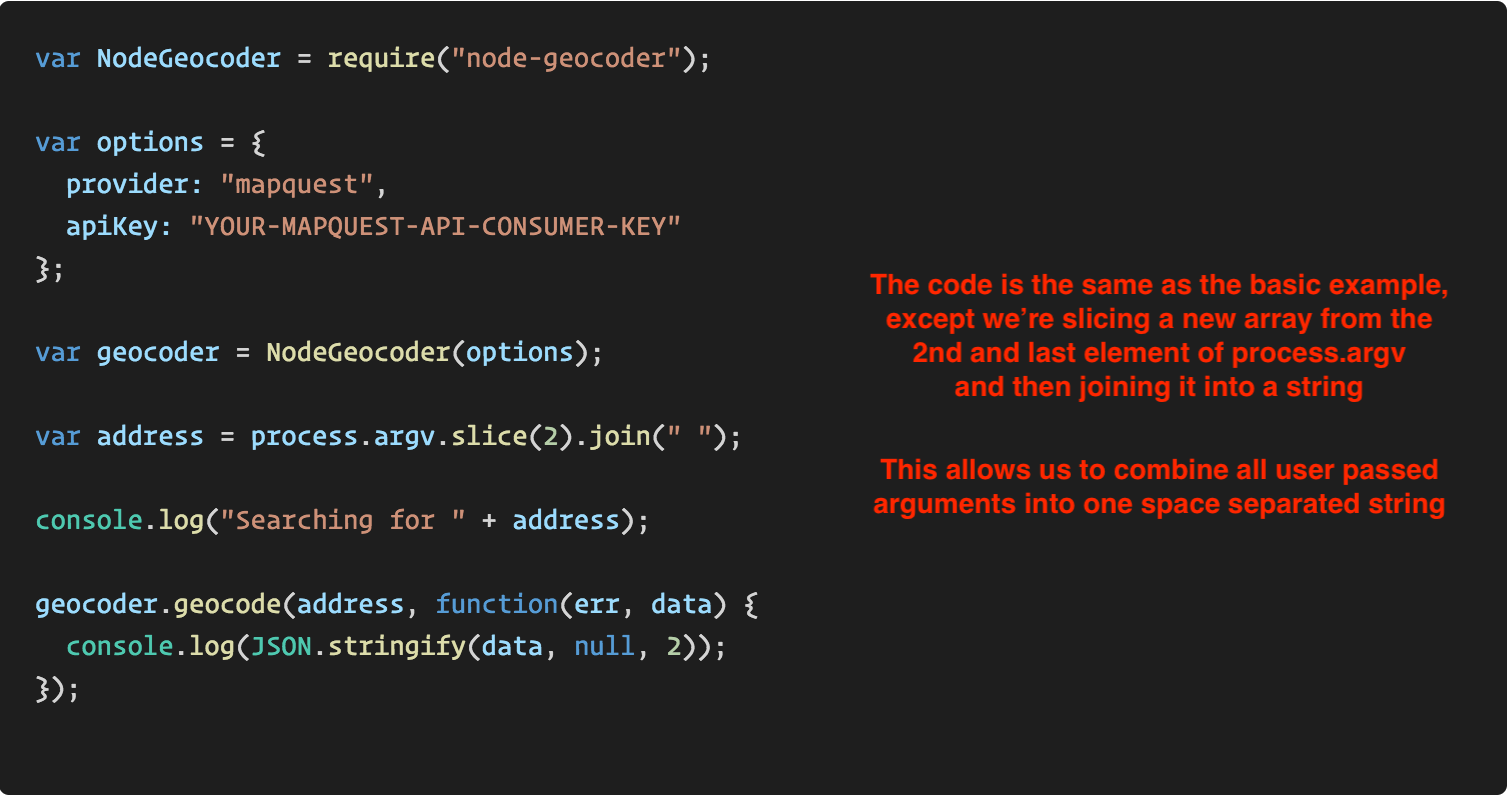 var NodeGeocoder = require("node-geocoder");
var options = {
  provider: "mapquest",
  apiKey: "YOUR-MAPQUEST-API-CONSUMER-KEY"
};
var geocoder = NodeGeocoder(options);
var address = process.argv.slice(2).join(" ");
console.log("Searching for " + address);
geocoder.geocode(address, function(err, data) {
  console.log(JSON.stringify(data, null, 2));
});
The code is the same as the basic example,
except we’re slicing a new array from the
2nd and last element of process.argv
and then joining it into a string
This allows us to combine all user passed
arguments into one space separated string